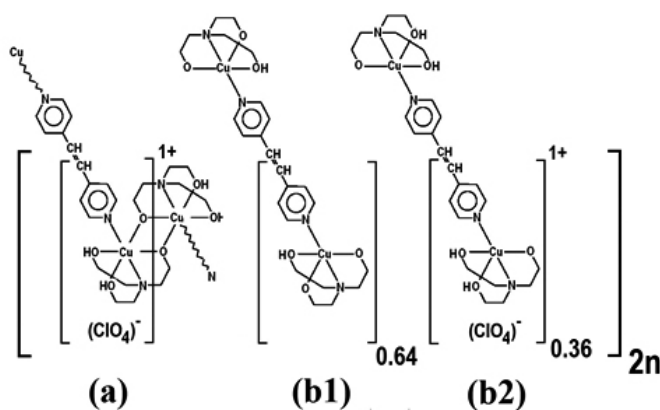 N O N OH
Cu
O Cu OH O Cu OH
N N N
CH 1+ CH CH 1+
CH CH CH
N OH
N O Cu OH N N
HO Cu O HO Cu O HO Cu O
N
HO N O N HO N
(ClO4)- (ClO4)-
0.64 0.36 2n
(a) (b1) (b2)